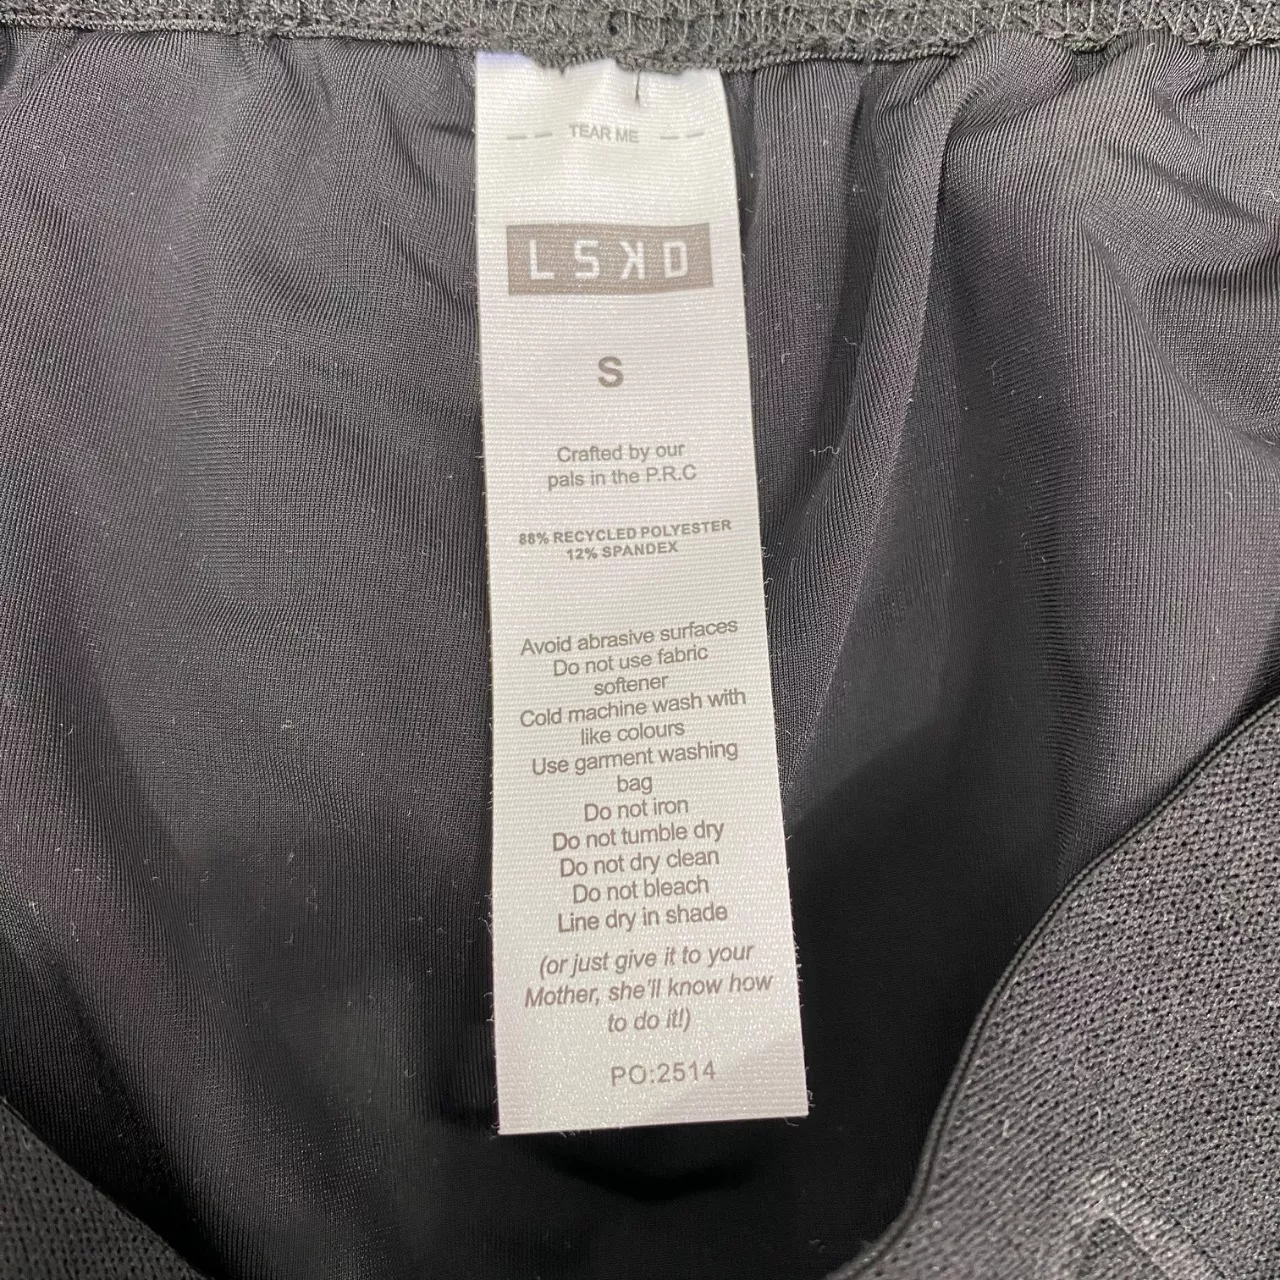 -- TEAR ME --
LSKD
S
Crafted by our
pals in the P.R.C
88% RECYCLED POLYESTER
12% SPANDEX
Avoid abrasive surfaces
Do not use fabric
softener
Cold machine wash with
like colours
Use garment washing
bag
Do not iron
Do not tumble dry
Do not dry clean
Do not bleach
Line dry in shade
(or just give it to your
Mother, she'll know how
to do it!)
PO:2514